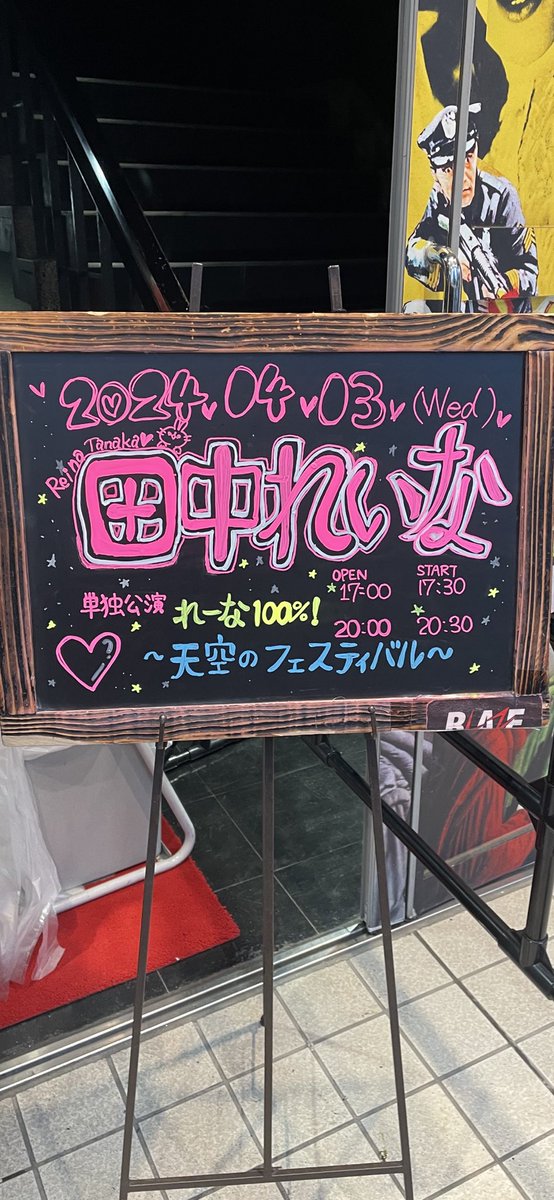 2024.04.03 (Wed)
Reina Tanaka
田中れいな
OPEN START
単独公演 れーな100%! 17:00 17:30
20:00 20:30
～天空のフェスティバル～
BLAZE